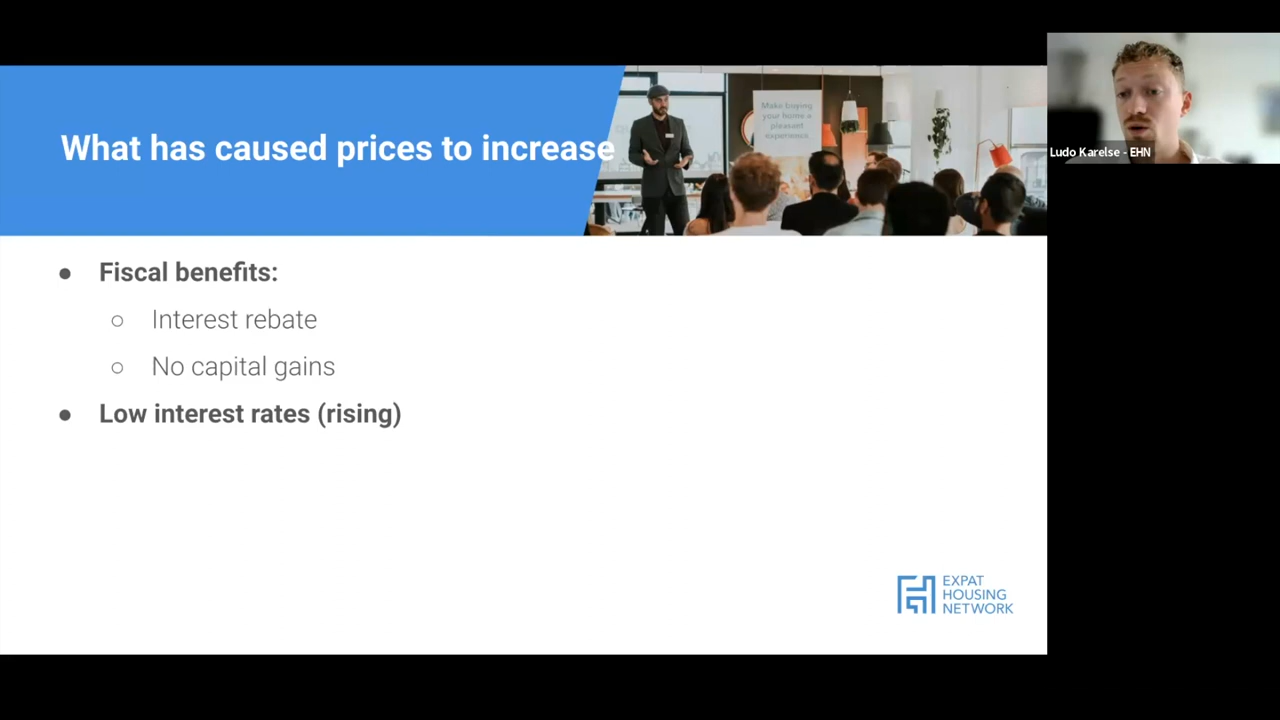 What has caused prices to increase
Make buying
your home a
pleasant
experience
Ludo Karelse - EHN
● Fiscal benefits:
○ Interest rebate
○ No capital gains
● Low interest rates (rising)
EXPAT
HOUSING
NETWORK